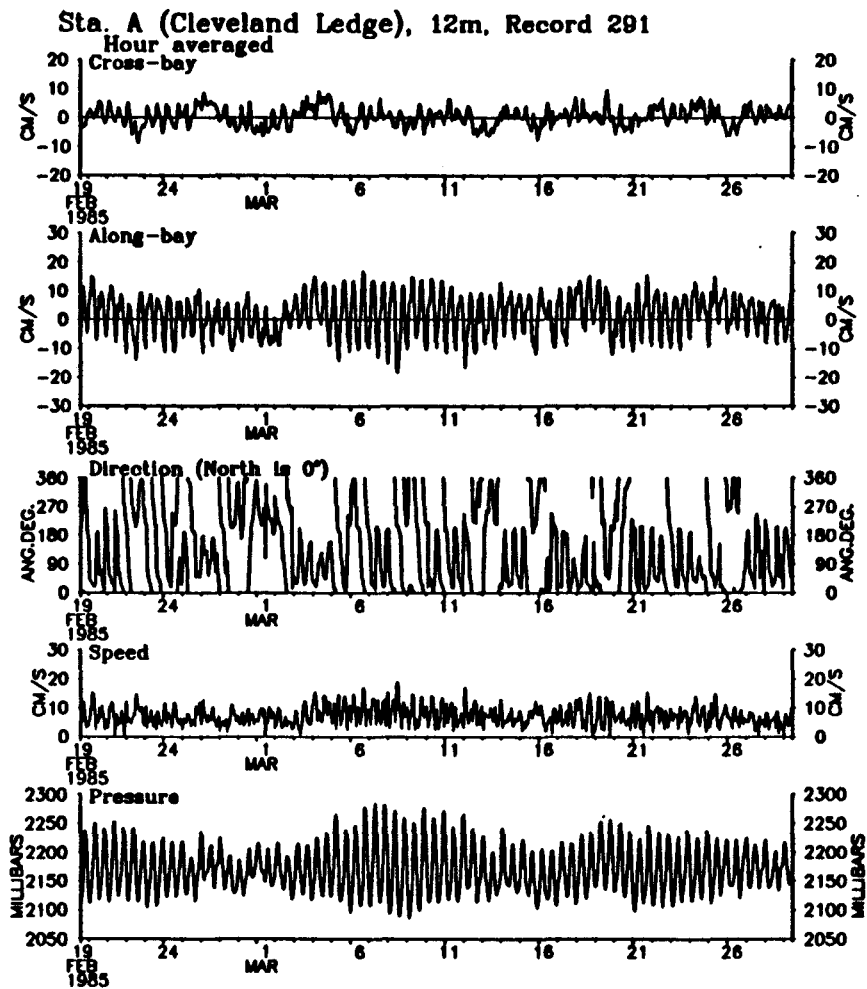 Sta. A (Cleveland Ledge), 12m, Record 291
Hour averaged
Cross-bay
20 20
10 10
0 0
-10 -10
-20 -20
CM/S CM/S
19 24 1 6 11 16 21 26
FEB MAR
1985
Along-bay
30 30
20 20
10 10
0 0
-10 -10
-20 -20
-30 -30
CM/S CM/S
19 24 1 6 11 16 21 26
FEB MAR
1985
Direction (North is 0°)
360 360
270 270
180 180
90 90
0 0
ANG.DEG. ANG.DEG.
19 24 1 6 11 16 21 26
FEB MAR
1985
Speed
30 30
20 20
10 10
0 0
CM/S CM/S
19 24 1 6 11 16 21 26
FEB MAR
1985
Pressure
2300 2300
2250 2250
2200 2200
2150 2150
2100 2100
2050 2050
MILLIBARS MILLIBARS
19 24 1 6 11 16 21 26
FEB MAR
1985